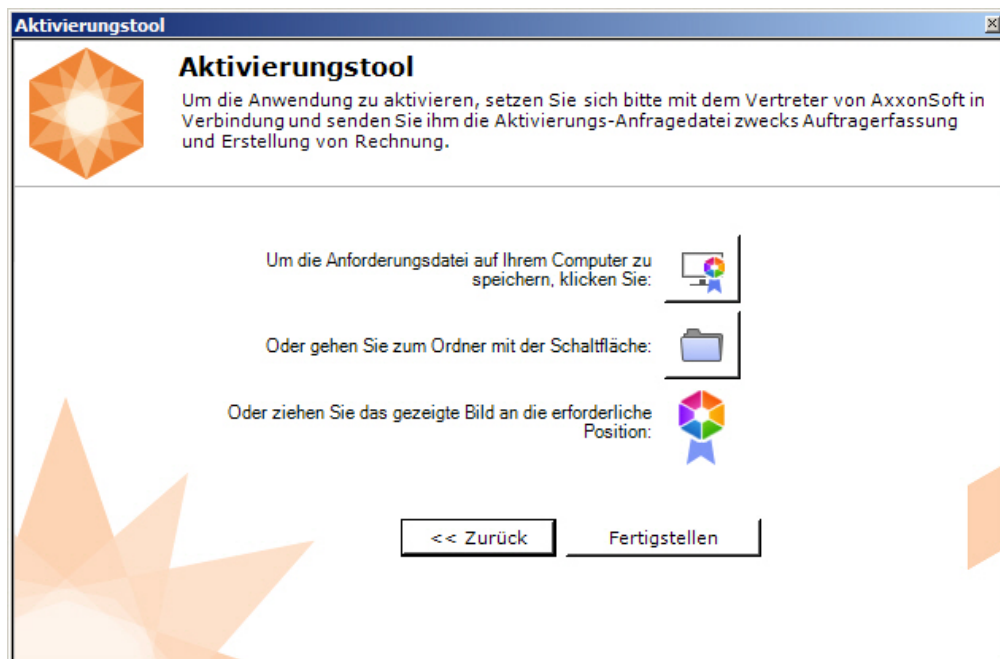 Aktivierungstool
Aktivierungstool
Um die Anwendung zu aktivieren, setzen Sie sich bitte mit dem Vertreter von AxxonSoft in
Verbindung und senden Sie ihm die Aktivierungs-Anfragedatei zwecks Auftragerfassung
und Erstellung von Rechnung.
Um die Anforderungsdatei auf Ihrem Computer zu
speichern, klicken Sie:
Oder gehen Sie zum Ordner mit der Schaltfläche:
Oder ziehen Sie das gezeigte Bild an die erforderliche
Position:
<< Zurück
Fertigstellen